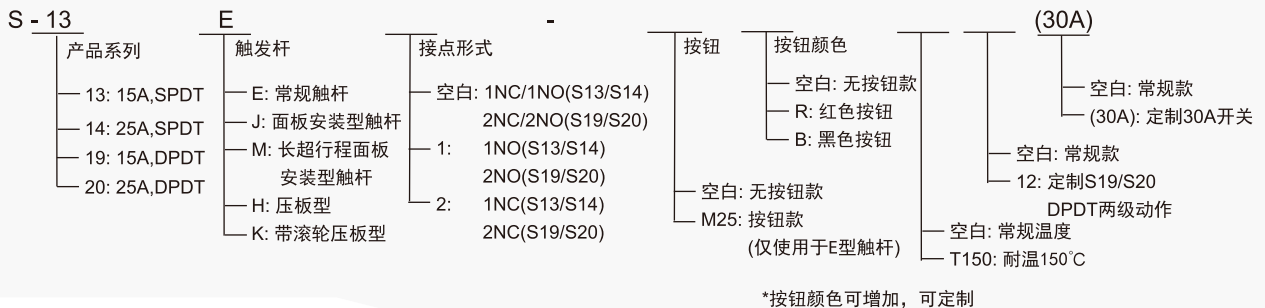 S - 13 E - (30A)
产品系列
13: 15A,SPDT
14: 25A,SPDT
19: 15A,DPDT
20: 25A,DPDT
触发杆
E: 常规触杆
J: 面板安装型触杆
M: 长超行程面板
安装型触杆
H: 压板型
K: 带滚轮压板型
接点形式
空白: 1NC/1NO(S13/S14)
2NC/2NO(S19/S20)
1: 1NO(S13/S14)
2NO(S19/S20)
2: 1NC(S13/S14)
2NC(S19/S20)
按钮
空白: 无按钮款
M25: 按钮款
(仅使用于E型触杆)
按钮颜色
空白: 无按钮款
R: 红色按钮
B: 黑色按钮
空白: 常规温度
T150: 耐温150℃
空白: 常规款
12: 定制S19/S20
DPDT两级动作
空白: 常规款
(30A): 定制30A开关
*按钮颜色可增加，可定制